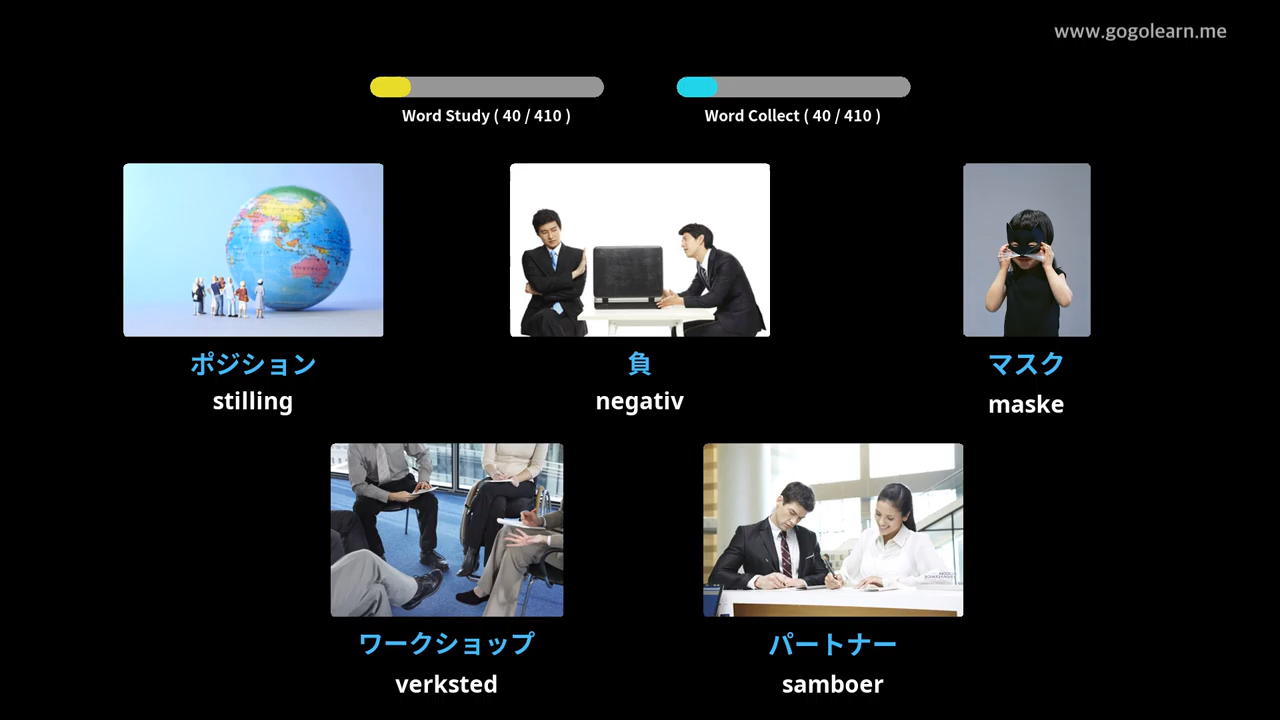 www.gogolearn.me
Word Study ( 40 / 410 )
Word Collect ( 40 / 410 )
ポジション
stilling
負
negativ
マスク
maske
ワークショップ
verksted
パートナー
samboer